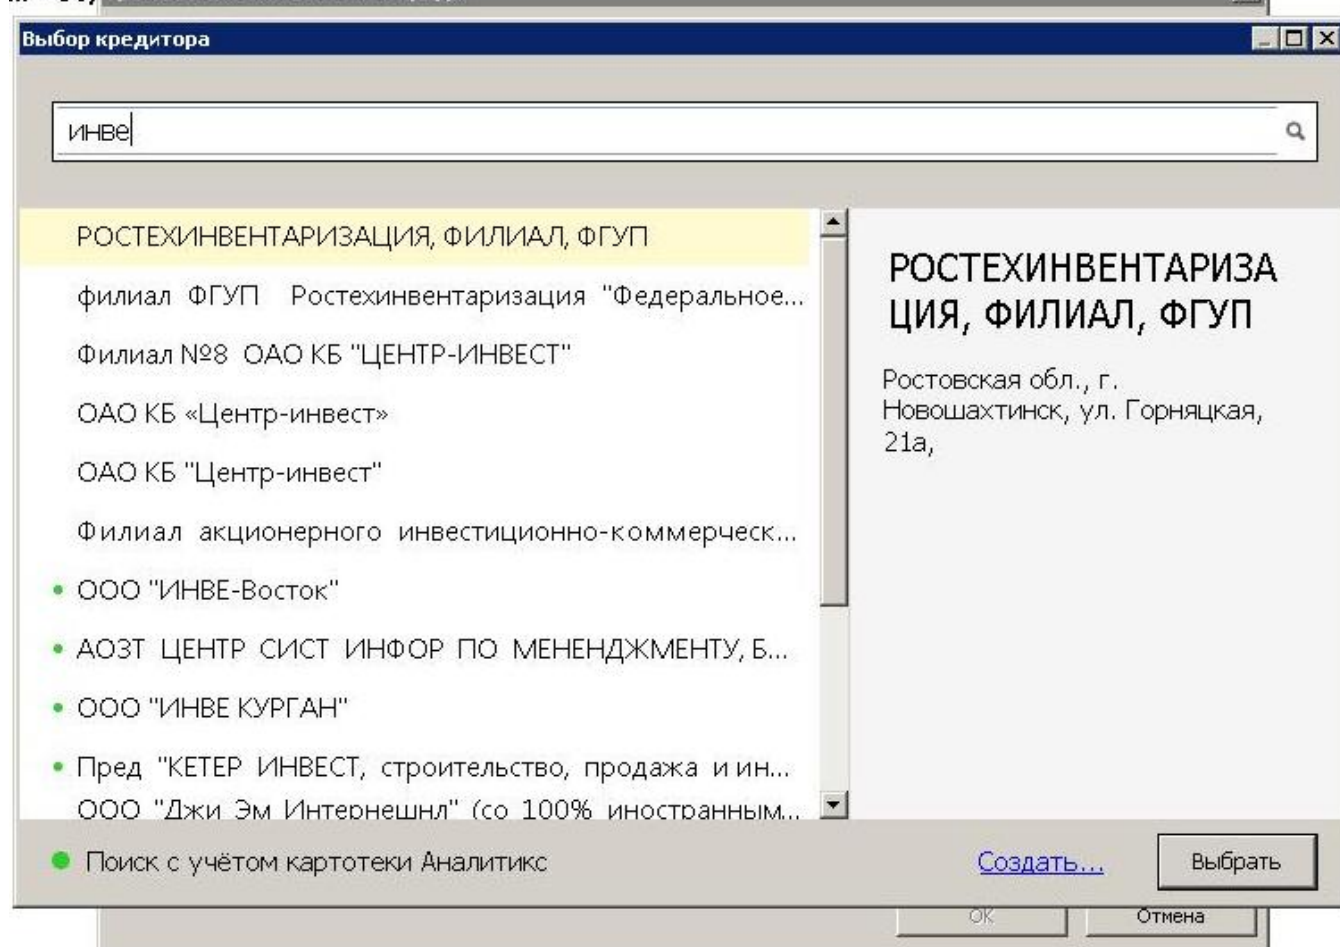 Выбор кредитора
инве
РОСТЕХИНВЕНТАРИЗАЦИЯ, ФИЛИАЛ, ФГУП
филиал ФГУП Ростехинвентаризация "Федеральное...
Филиал №8 ОАО КБ "ЦЕНТР-ИНВЕСТ"
ОАО КБ «Центр-инвест»
ОАО КБ "Центр-инвест"
Филиал акционерного инвестиционно-коммерческ...
ООО "ИНВЕ-Восток"
АОЗТ ЦЕНТР СИСТ ИНФОР ПО МЕНЕНДЖМЕНТУ, Б...
ООО "ИНВЕ КУРГАН"
Пред "КЕТЕР ИНВЕСТ, строительство, продажа и ин...
ООО "Джи Эм Интернешнл" (со 100% иностранным...
РОСТЕХИНВЕНТАРИЗА
ЦИЯ, ФИЛИАЛ, ФГУП
Ростовская обл., г.
Новошахтинск, ул. Горняцкая,
21а,
Поиск с учётом картотеки Аналитикс
Создать...
Выбрать
ОК
Отмена